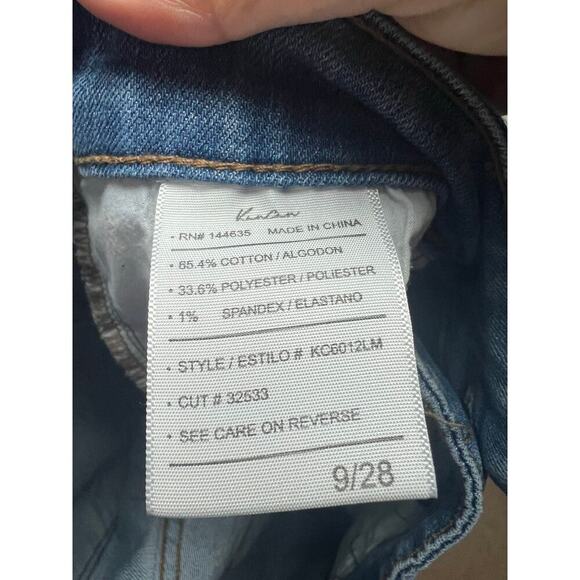 KanCan
• RN# 144635 MADE IN CHINA
• 65.4% COTTON / ALGODON
• 33.6% POLYESTER / POLIESTER
• 1% SPANDEX / ELASTANO
• STYLE / ESTILO # KC6012LM
• CUT # 32533
• SEE CARE ON REVERSE
9/28